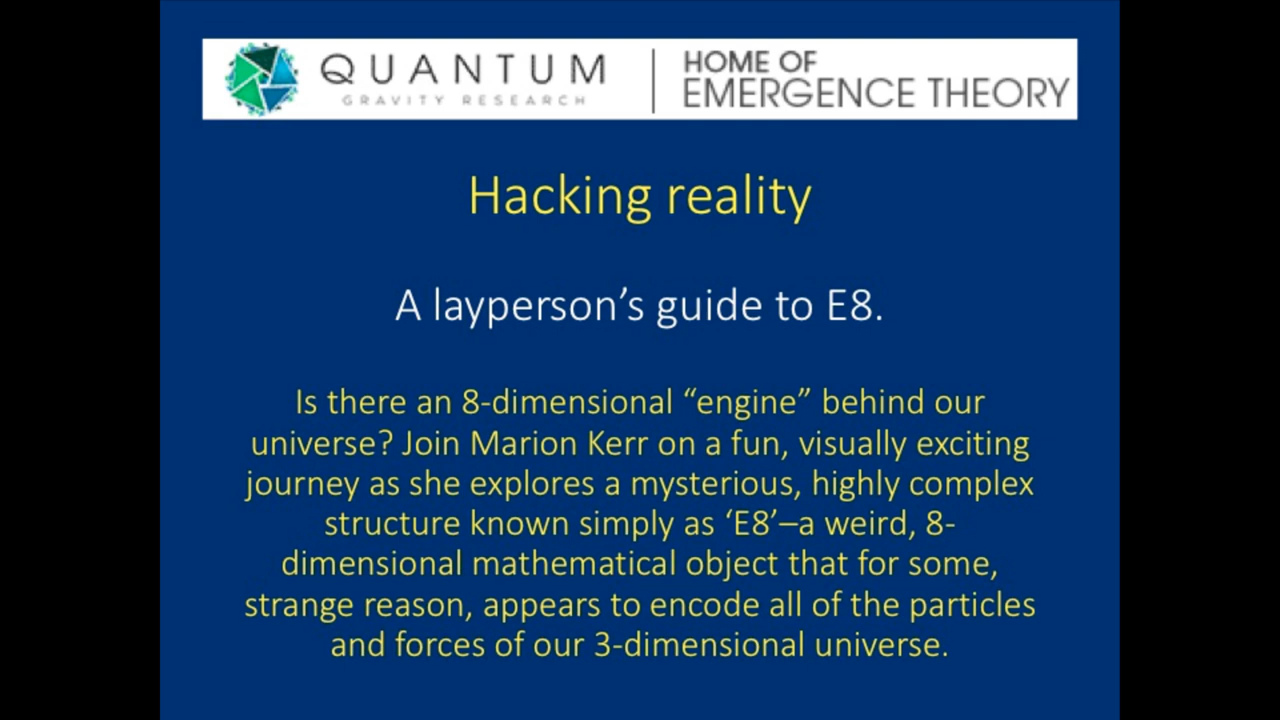 QUANTUM
GRAVITY RESEARCH
HOME OF
EMERGENCE THEORY
Hacking reality
A layperson’s guide to E8.
Is there an 8-dimensional “engine” behind our
universe? Join Marion Kerr on a fun, visually exciting
journey as she explores a mysterious, highly complex
structure known simply as ‘E8’–a weird, 8-
dimensional mathematical object that for some,
strange reason, appears to encode all of the particles
and forces of our 3-dimensional universe.